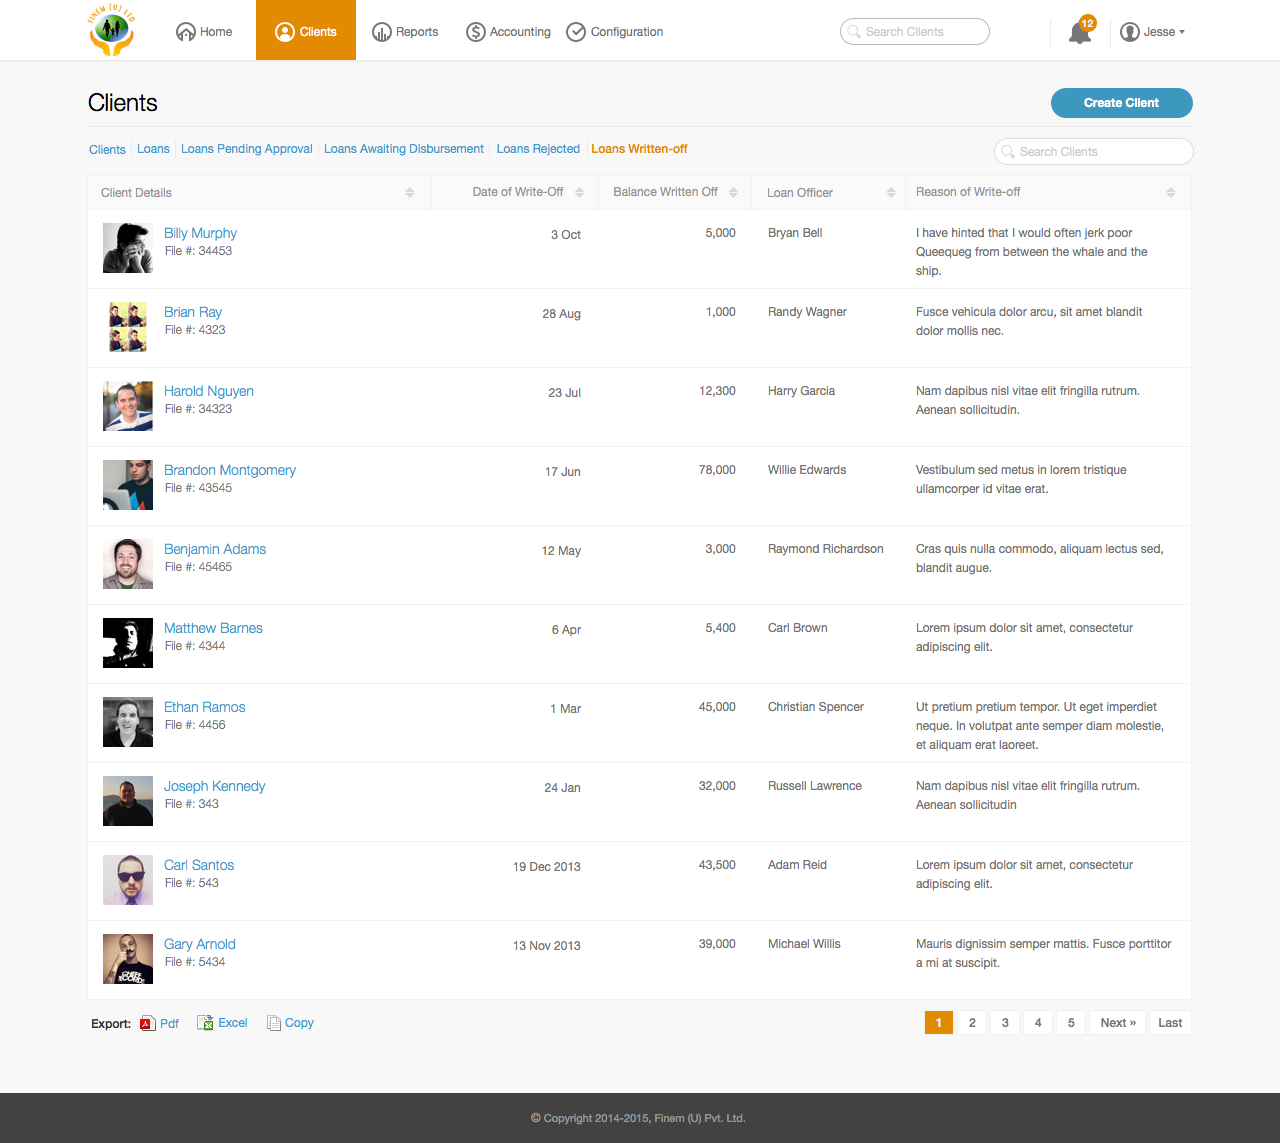 FINEM (U) LTD
Home
Clients
Reports
Accounting
Configuration
Search Clients
12
Jesse
Clients
Create Client
Clients
Loans
Loans Pending Approval
Loans Awaiting Disbursement
Loans Rejected
Loans Written-off
Search Clients
Client Details
Date of Write-Off
Balance Written Off
Loan Officer
Reason of Write-off
Billy Murphy
File #: 34453
3 Oct
5,000
Bryan Bell
I have hinted that I would often jerk poor
Queequeg from between the whale and the
ship.
Brian Ray
File #: 4323
28 Aug
1,000
Randy Wagner
Fusce vehicula dolor arcu, sit amet blandit
dolor mollis nec.
Harold Nguyen
File #: 34323
23 Jul
12,300
Harry Garcia
Nam dapibus nisl vitae elit fringilla rutrum.
Aenean sollicitudin.
Brandon Montgomery
File #: 43545
17 Jun
78,000
Willie Edwards
Vestibulum sed metus in lorem tristique
ullamcorper id vitae erat.
Benjamin Adams
File #: 45465
12 May
3,000
Raymond Richardson
Cras quis nulla commodo, aliquam lectus sed,
blandit augue.
Matthew Barnes
File #: 4344
6 Apr
5,400
Carl Brown
Lorem ipsum dolor sit amet, consectetur
adipiscing elit.
Ethan Ramos
File #: 4456
1 Mar
45,000
Christian Spencer
Ut pretium pretium tempor. Ut eget imperdiet
neque. In volutpat ante semper diam molestie,
et aliquam erat laoreet.
Joseph Kennedy
File #: 343
24 Jan
32,000
Russell Lawrence
Nam dapibus nisl vitae elit fringilla rutrum.
Aenean sollicitudin
Carl Santos
File #: 543
19 Dec 2013
43,500
Adam Reid
Lorem ipsum dolor sit amet, consectetur
adipiscing elit.
Gary Arnold
File #: 5434
13 Nov 2013
39,000
Michael Willis
Mauris dignissim semper mattis. Fusce porttitor
a mi at suscipit.
Export:
Pdf
Excel
Copy
1
2
3
4
5
Next »
Last
© Copyright 2014-2015, Finem (U) Pvt. Ltd.